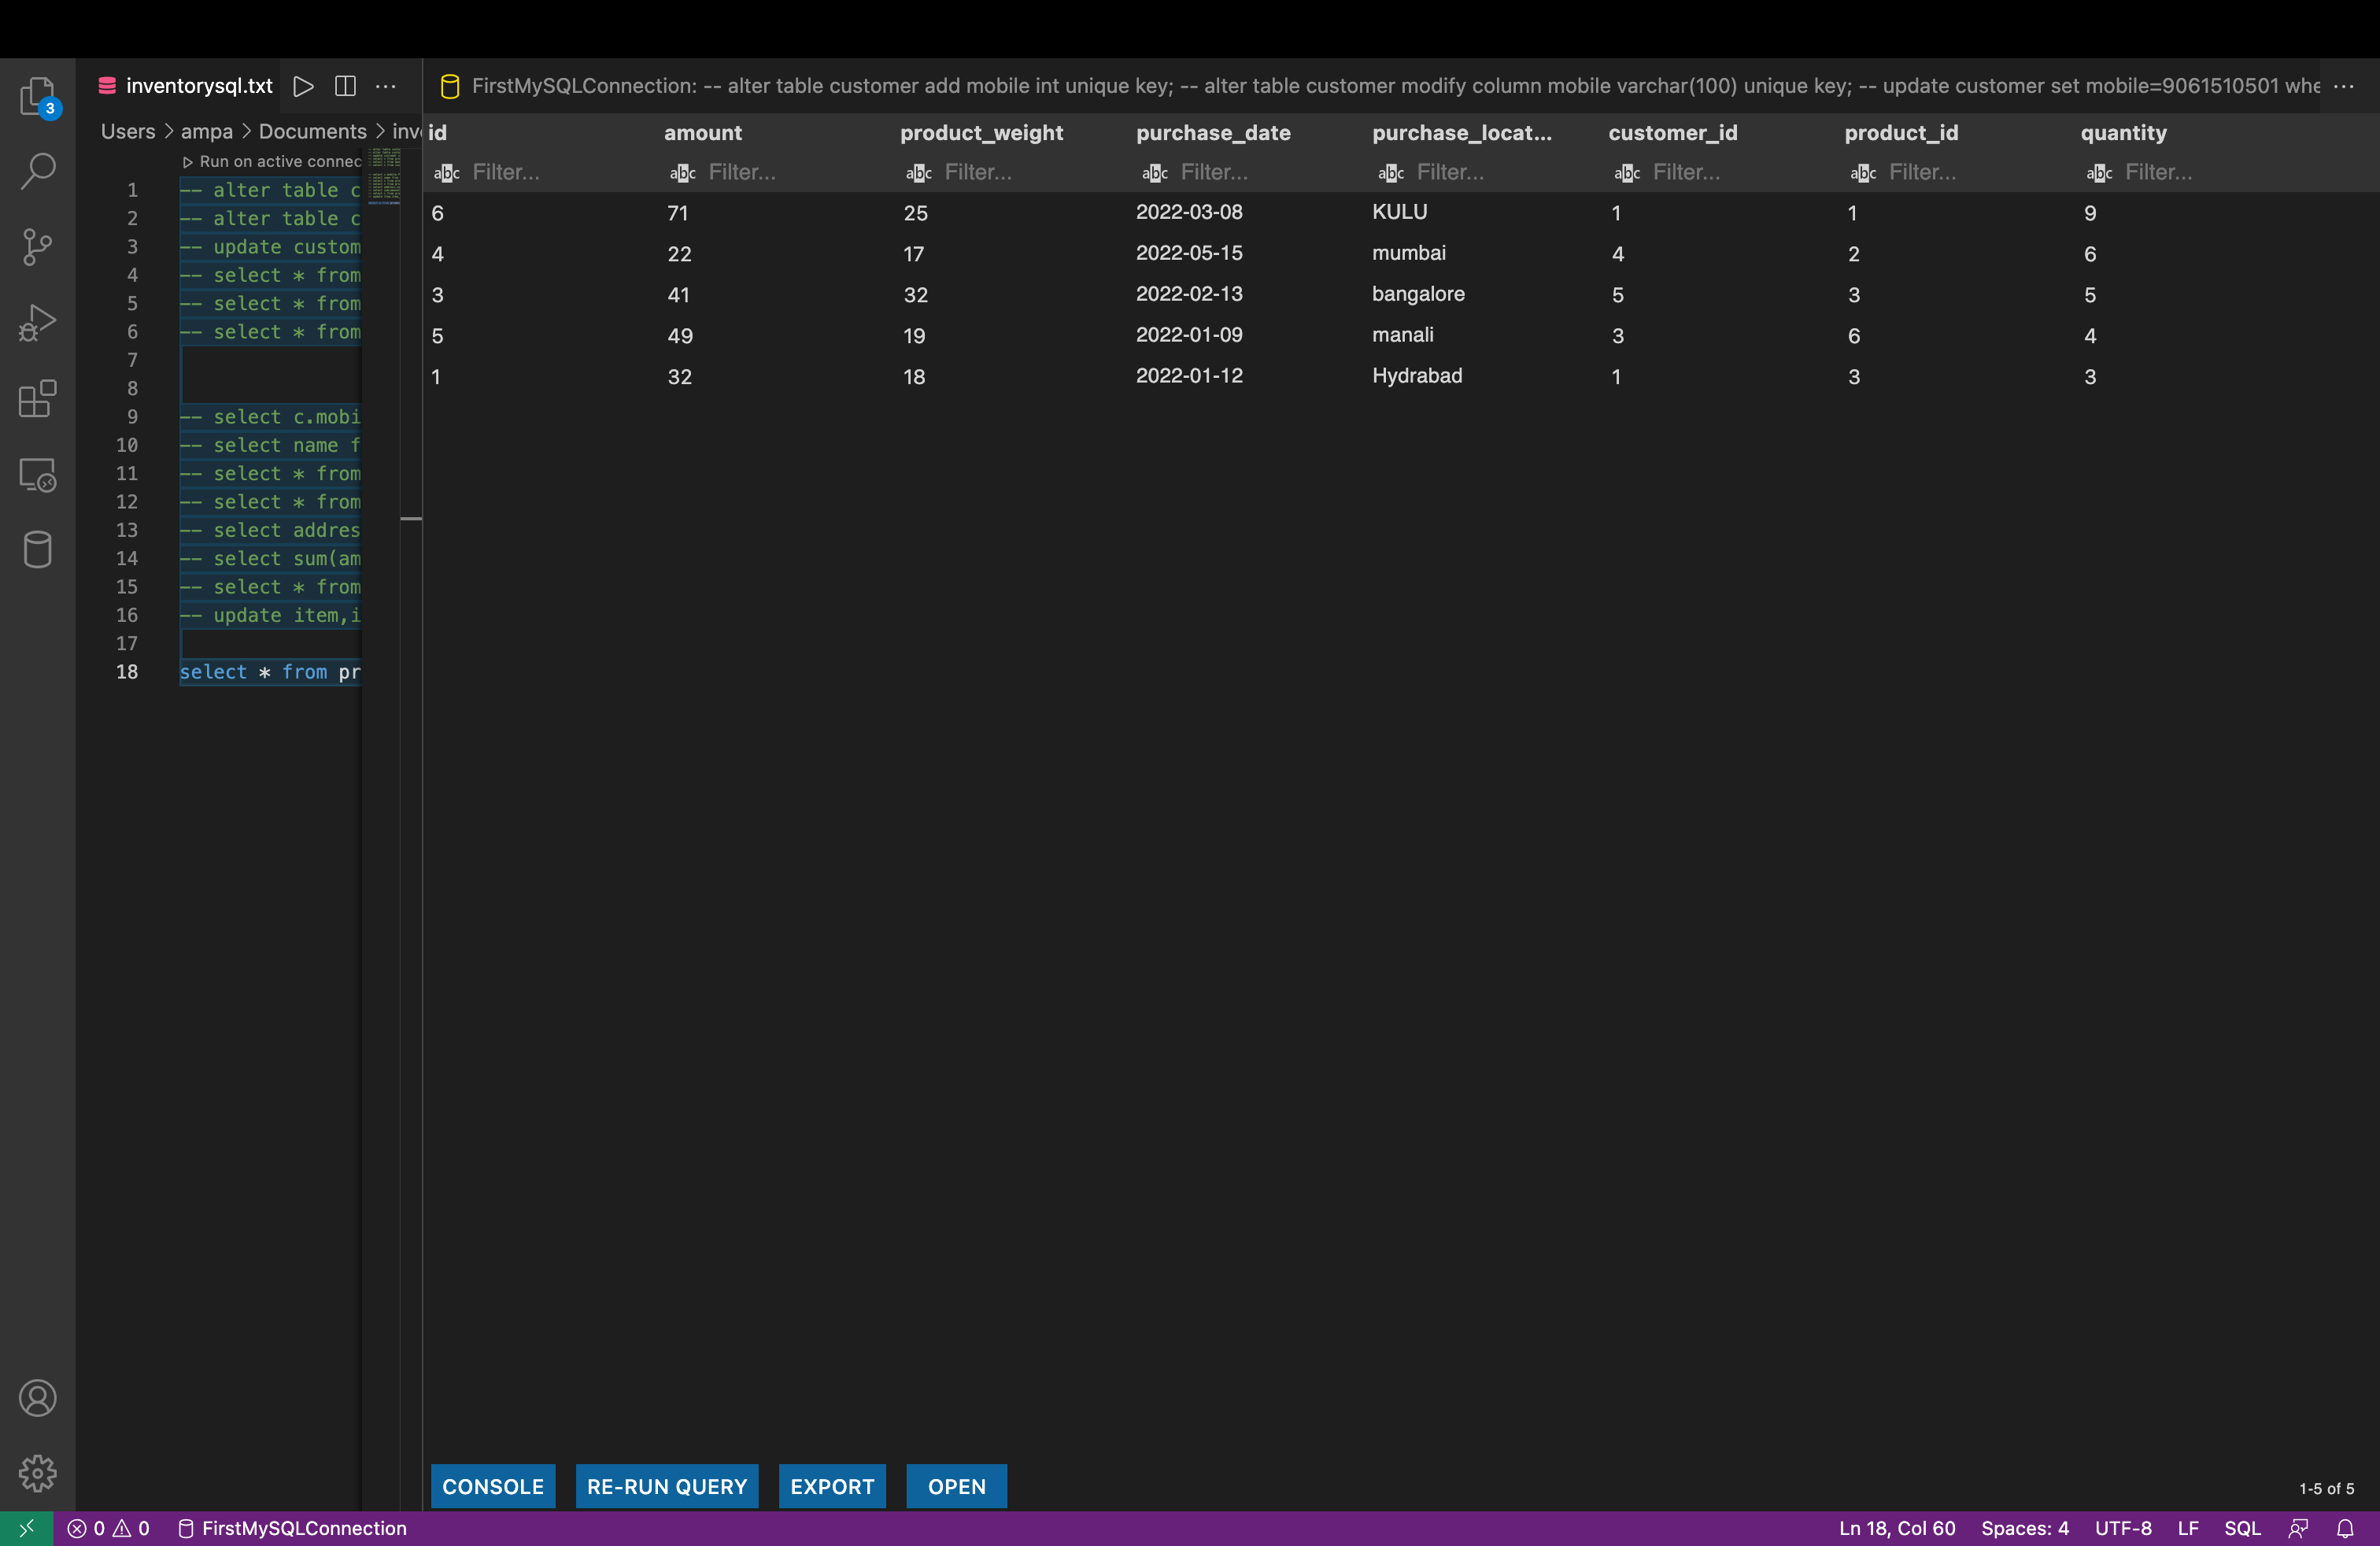 3
inventorysql.txt
Users > ampa > Documents > inv
Run on active connec
1 -- alter table c
2 -- alter table c
3 -- update custom
4 -- select * from
5 -- select * from
6 -- select * from
7
8
9 -- select c.mobi
10 -- select name f
11 -- select * from
12 -- select * from
13 -- select addres
14 -- select sum(am
15 -- select * from
16 -- update item,i
17
18 select * from pr
FirstMySQLConnection: -- alter table customer add mobile int unique key; -- alter table customer modify column mobile varchar(100) unique key; -- update customer set mobile=9061510501 whe ...
id amount product_weight purchase_date purchase_locat... customer_id product_id quantity
abc Filter... abc Filter... abc Filter... abc Filter... abc Filter... abc Filter... abc Filter... abc Filter...
6 71 25 2022-03-08 KULU 1 1 9
4 22 17 2022-05-15 mumbai 4 2 6
3 41 32 2022-02-13 bangalore 5 3 5
5 49 19 2022-01-09 manali 3 6 4
1 32 18 2022-01-12 Hydrabad 1 3 3
CONSOLE RE-RUN QUERY EXPORT OPEN 1-5 of 5
0 0 FirstMySQLConnection Ln 18, Col 60 Spaces: 4 UTF-8 LF SQL